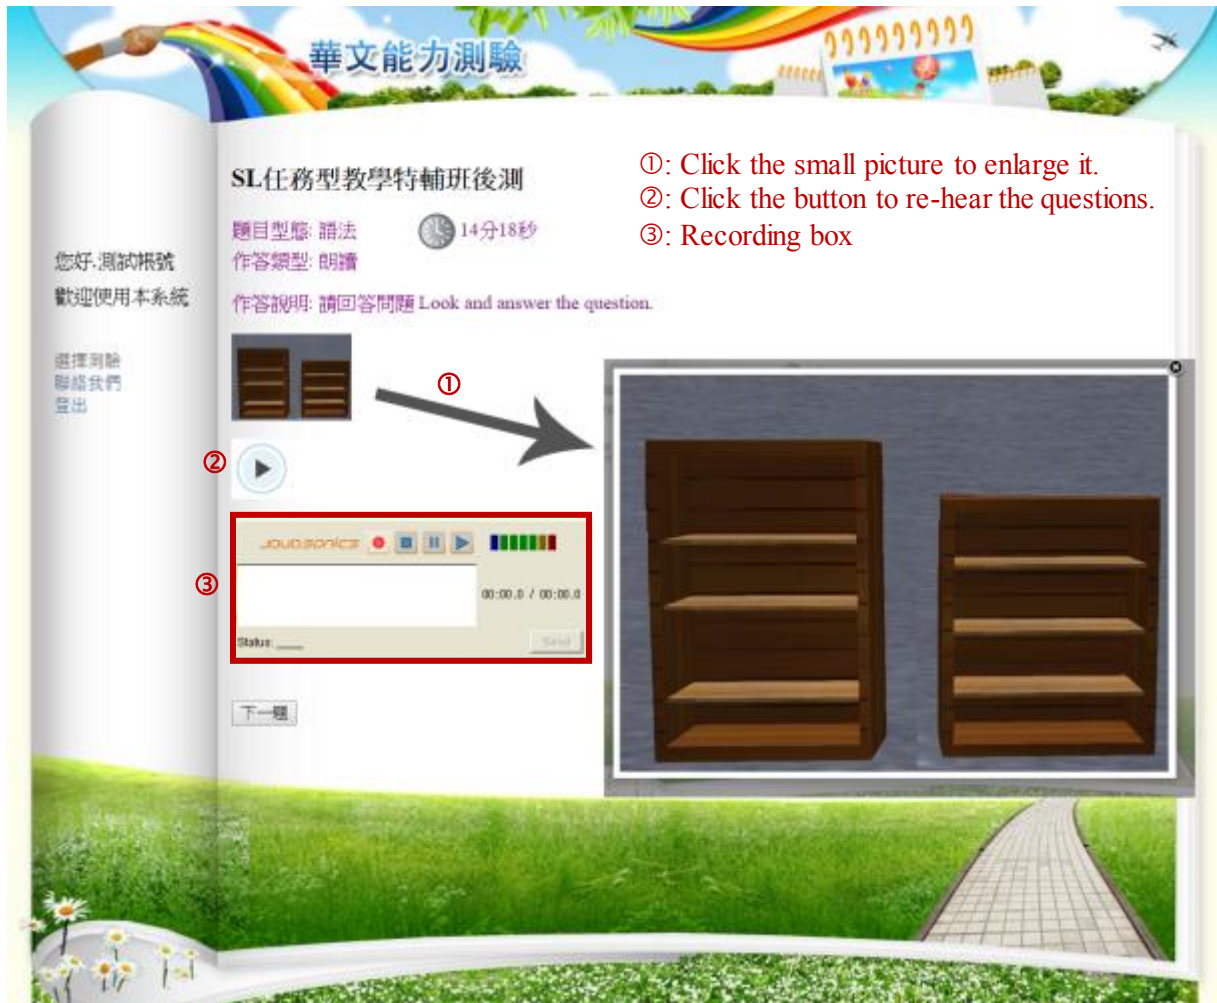 華文能力測驗
SL任務型教學特輔班後測
①: Click the small picture to enlarge it.
②: Click the button to re-hear the questions.
③: Recording box
題目型態: 語法
14分18秒
作答類型: 朗讀
作答說明: 請回答問題 Look and answer the question.
您好.測試帳號
歡迎使用本系統
選擇測驗
聯絡我們
登出
①
②
③
javasonics
00:00.0 / 00:00.0
Status:
Send
下一題